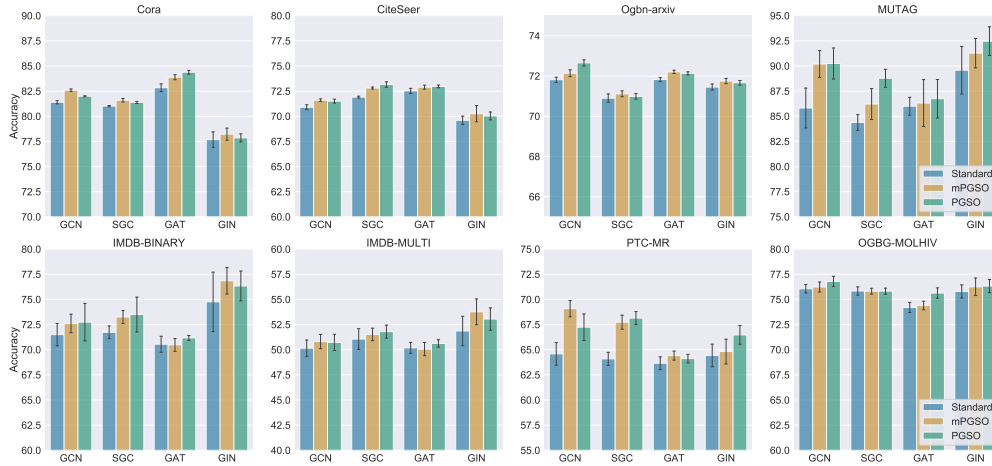 Cora
CiteSeer
Ogbn-arxiv
MUTAG
Accuracy
90.0
87.5
85.0
82.5
80.0
77.5
75.0
72.5
70.0
GCN SGC GAT GIN
80.0
77.5
75.0
72.5
70.0
67.5
65.0
62.5
60.0
GCN SGC GAT GIN
74
72
70
68
66
GCN SGC GAT GIN
95.0
92.5
90.0
87.5
85.0
82.5
80.0
77.5
75.0
GCN SGC GAT GIN
Standard
mPGSO
PGSO
IMDB-BINARY
IMDB-MULTI
PTC-MR
OGBG-MOLHIV
Accuracy
80.0
77.5
75.0
72.5
70.0
67.5
65.0
62.5
60.0
GCN SGC GAT GIN
60.0
57.5
55.0
52.5
50.0
47.5
45.0
42.5
40.0
GCN SGC GAT GIN
75.0
72.5
70.0
67.5
65.0
62.5
60.0
57.5
55.0
GCN SGC GAT GIN
80.0
77.5
75.0
72.5
70.0
67.5
65.0
62.5
60.0
GCN SGC GAT GIN
Standard
mPGSO
PGSO